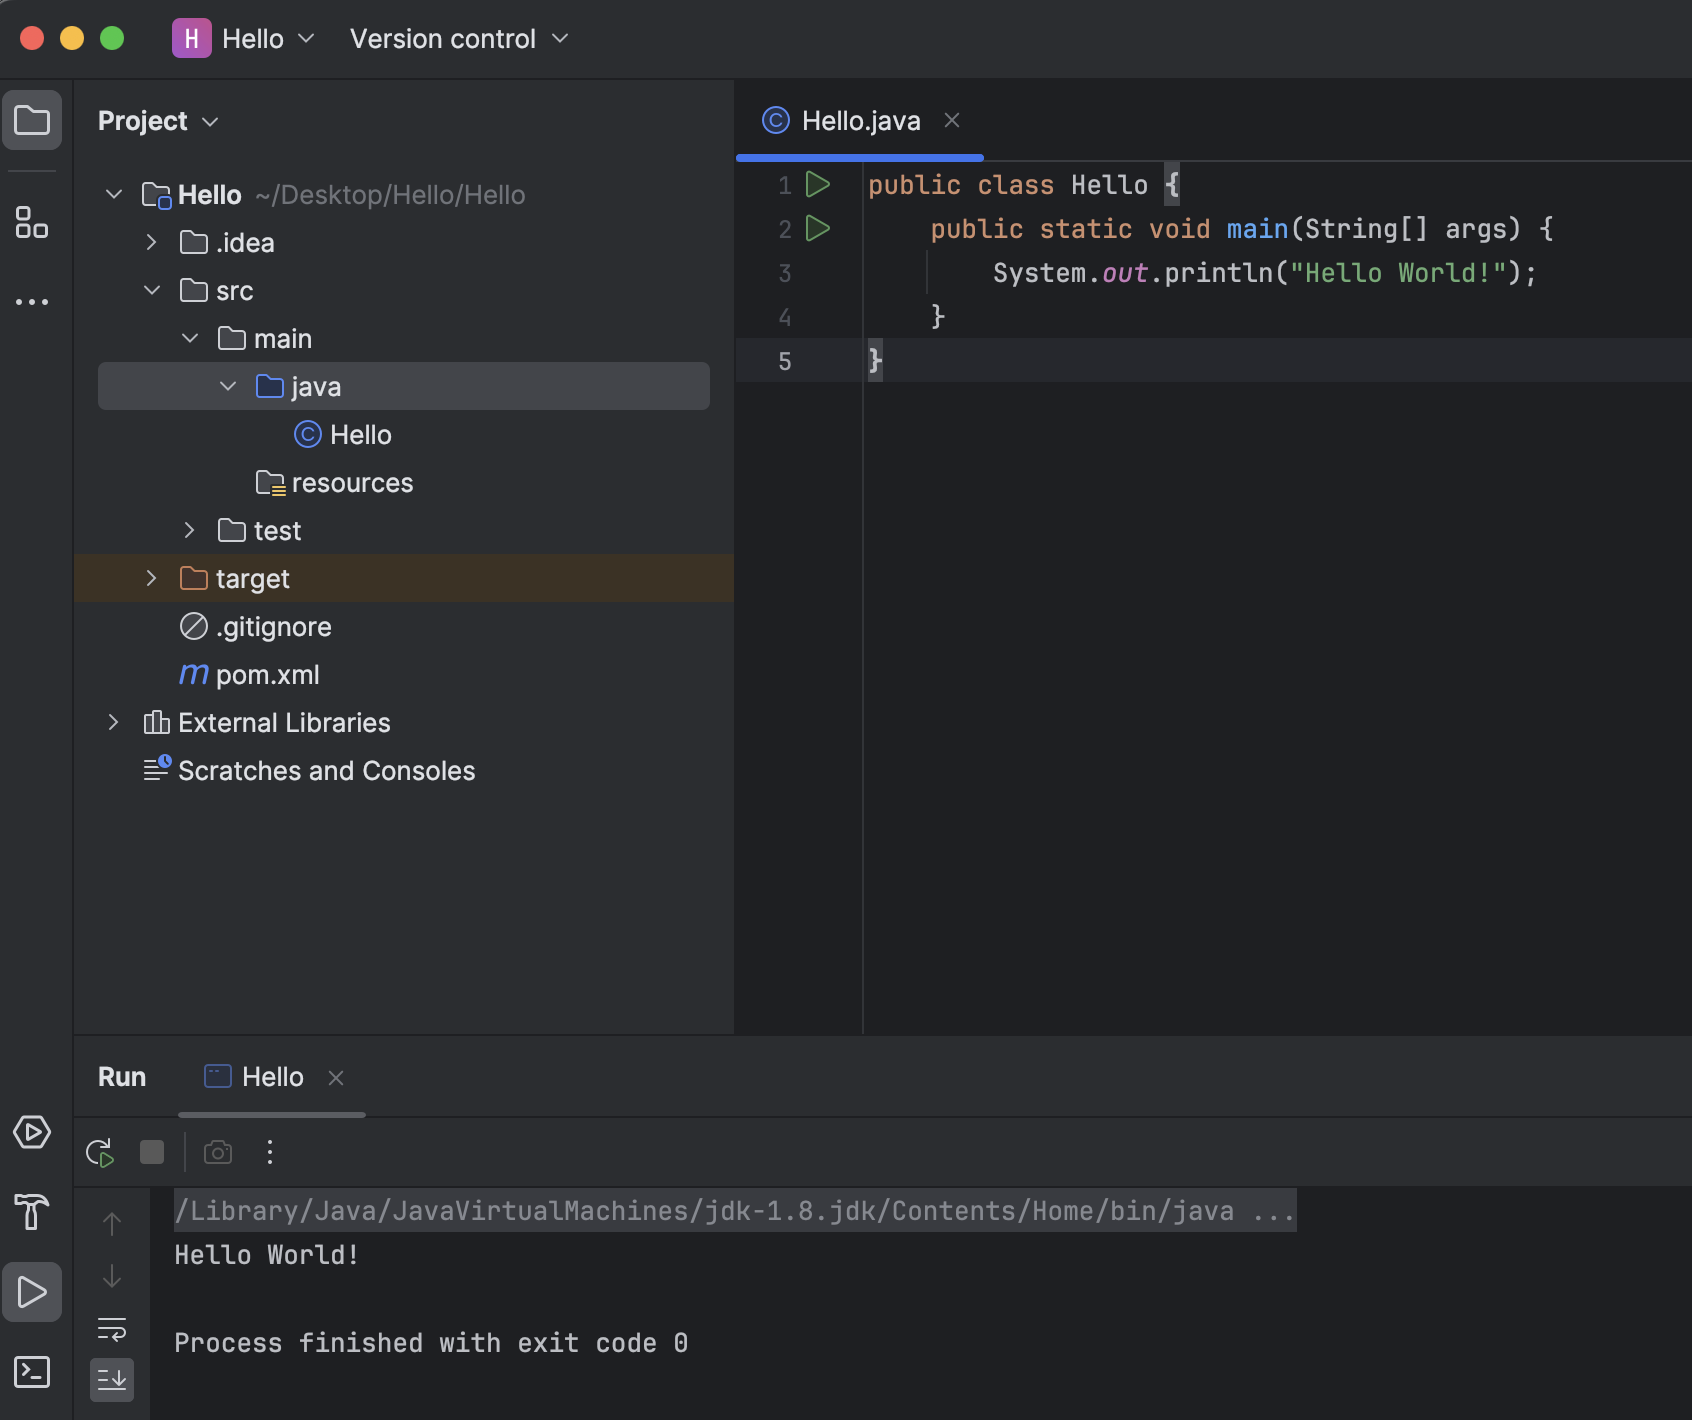 H Hello Version control
Project
Hello ~/Desktop/Hello/Hello
.idea
src
main
java
Hello
resources
test
target
.gitignore
m pom.xml
External Libraries
Scratches and Consoles
Hello.java
1 public class Hello {
2 public static void main(String[] args) {
3 System.out.println("Hello World!");
4 }
5 }
Run Hello
/Library/Java/JavaVirtualMachines/jdk-1.8.jdk/Contents/Home/bin/java ...
Hello World!
Process finished with exit code 0